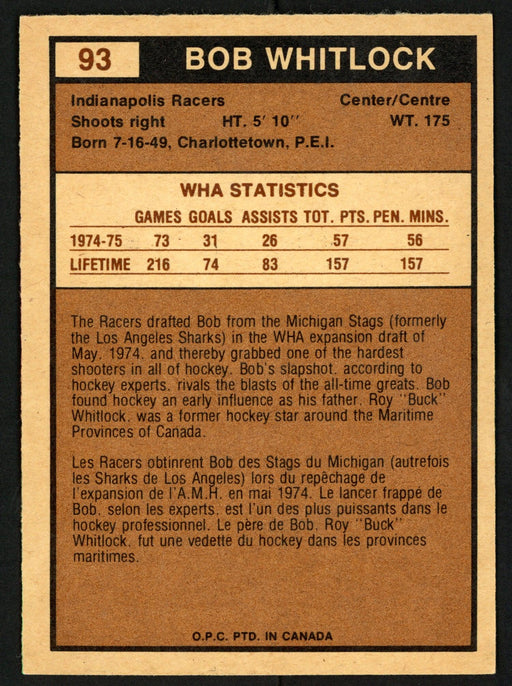 93 BOB WHITLOCK
Indianapolis Racers Center/Centre
Shoots right HT. 5' 10'' WT. 175
Born 7-16-49, Charlottetown, P.E.I.
WHA STATISTICS
GAMES GOALS ASSISTS TOT. PTS. PEN. MINS.
1974-75 73 31 26 57 56
LIFETIME 216 74 83 157 157
The Racers drafted Bob from the Michigan Stags (formerly
the Los Angeles Sharks) in the WHA expansion draft of
May, 1974, and thereby grabbed one of the hardest
shooters in all of hockey. Bob's slapshot, according to
hockey experts, rivals the blasts of the all-time greats. Bob
found hockey an early influence as his father, Roy "Buck"
Whitlock, was a former hockey star around the Maritime
Provinces of Canada.
Les Racers obtinrent Bob des Stags du Michigan (autrefois
les Sharks de Los Angeles) lors du repêchage de
l'expansion de l'A.M.H. en mai 1974. Le lancer frappé de
Bob, selon les experts, est l'un des plus puissants dans le
hockey professionnel. Le père de Bob, Roy "Buck"
Whitlock, fut une vedette du hockey dans les provinces
maritimes.
O.P.C. PTD. IN CANADA